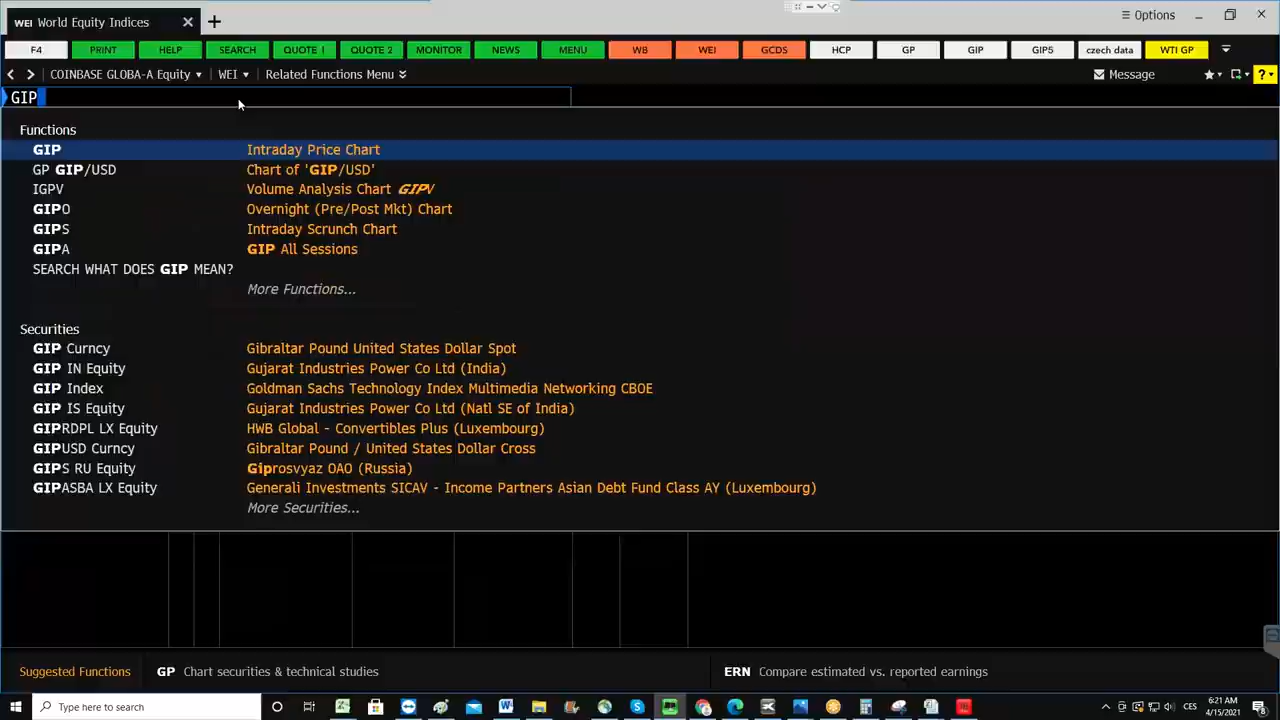 WEI World Equity Indices
Options
F4 PRINT HELP SEARCH QUOTE 1 QUOTE 2 MONITOR NEWS MENU WB WEI GCDS HCP GP GIP GIP5 czech data WTI GP
COINBASE GLOBA-A Equity WEI Related Functions Menu Message
GIP
Functions
GIP Intraday Price Chart
GP GIP/USD Chart of 'GIP/USD'
IGPV Volume Analysis Chart GIPV
GIPO Overnight (Pre/Post Mkt) Chart
GIPS Intraday Scrunch Chart
GIPA GIP All Sessions
SEARCH WHAT DOES GIP MEAN?
More Functions...
Securities
GIP Curncy Gibraltar Pound United States Dollar Spot
GIP IN Equity Gujarat Industries Power Co Ltd (India)
GIP Index Goldman Sachs Technology Index Multimedia Networking CBOE
GIP IS Equity Gujarat Industries Power Co Ltd (Natl SE of India)
GIPRDPL LX Equity HWB Global - Convertibles Plus (Luxembourg)
GIPUSD Curncy Gibraltar Pound / United States Dollar Cross
GIPS RU Equity Giprosvyaz OAO (Russia)
GIPASBA LX Equity Generali Investments SICAV - Income Partners Asian Debt Fund Class AY (Luxembourg)
More Securities...
Suggested Functions GP Chart securities & technical studies ERN Compare estimated vs. reported earnings
Type here to search CES 6:21 AM
4/15/2021